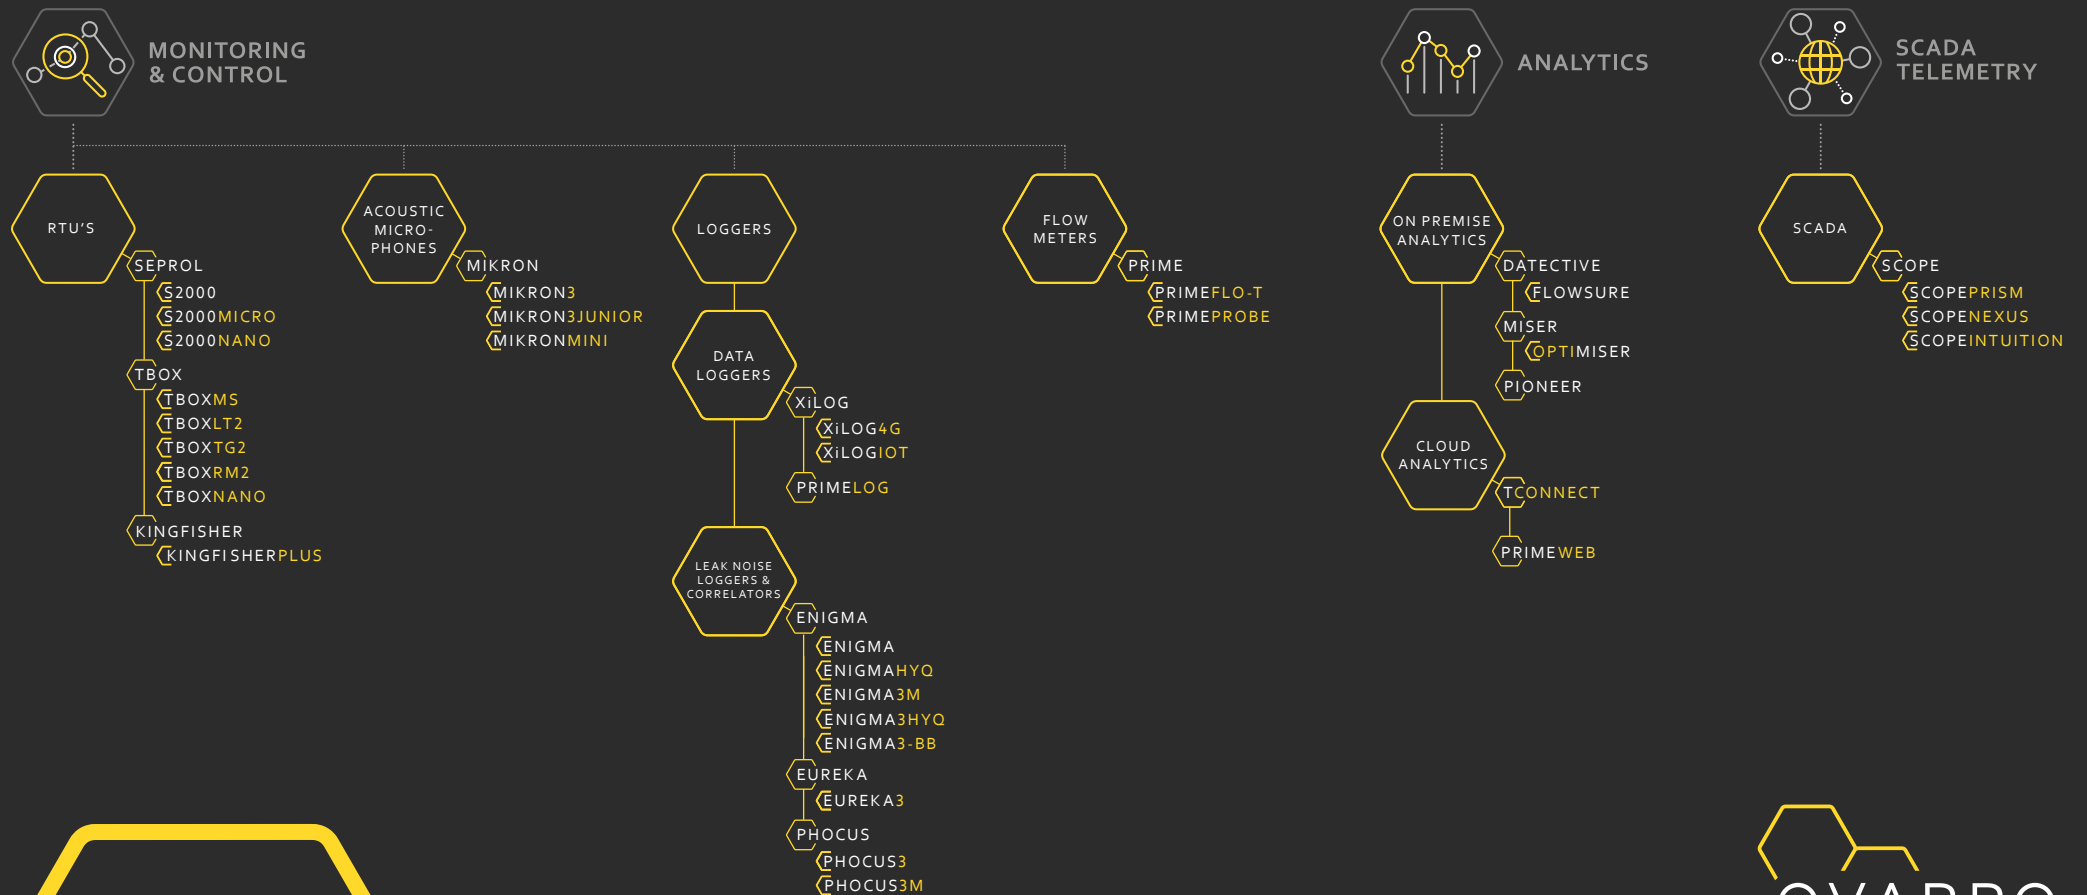 MONITORING
& CONTROL
RTU'S
SEPROL
S2000
S2000MICRO
S2000NANO
TBOX
TBOXMS
TBOXLT2
TBOXTG2
TBOXRM2
TBOXNANO
KINGFISHER
KINGFISHERPLUS
ACOUSTIC
MICRO-
PHONES
MIKRON
MIKRON3
MIKRON3JUNIOR
MIKRONMINI
LOGGERS
DATA
LOGGERS
XiLOG
XiLOG4G
XiLOGIOT
PRIMELOG
LEAK NOISE
LOGGERS &
CORRELATORS
ENIGMA
ENIGMA
ENIGMAHYQ
ENIGMA3M
ENIGMA3HYQ
ENIGMA3-BB
EUREKA
EUREKA3
PHOCUS
PHOCUS3
PHOCUS3M
FLOW
METERS
PRIME
PRIMEFLO-T
PRIMEPROBE
ANALYTICS
ON PREMISE
ANALYTICS
DATECTIVE
FLOWSURE
MISER
OPTIMISER
PIONEER
CLOUD
ANALYTICS
TCONNECT
PRIMEWEB
SCADA
TELEMETRY
SCADA
SCOPE
SCOPEPRISM
SCOPENEXUS
SCOPEINTUITION
OVARRO